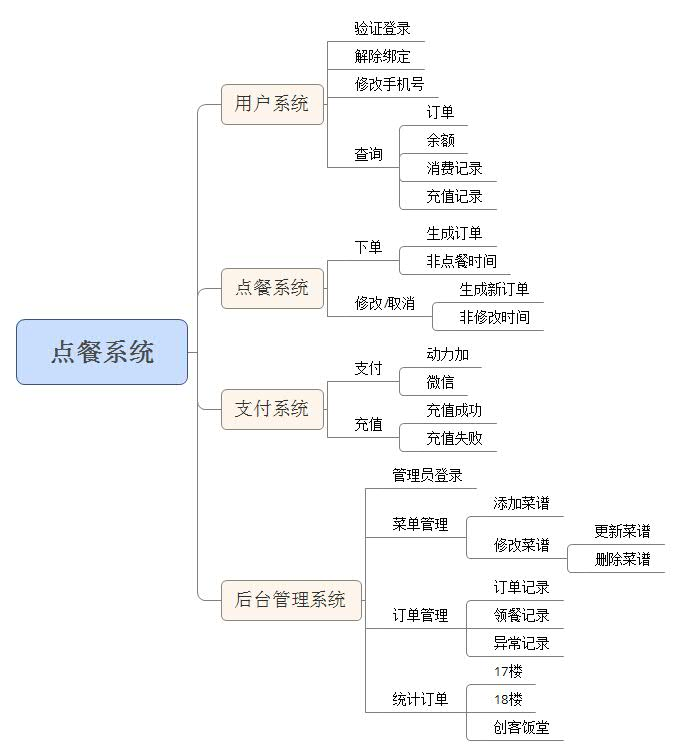 点餐系统
用户系统
验证登录
解除绑定
修改手机号
查询
订单
余额
消费记录
充值记录
点餐系统
下单
生成订单
非点餐时间
修改/取消
生成新订单
非修改时间
支付系统
支付
动力加
微信
充值
充值成功
充值失败
后台管理系统
管理员登录
菜单管理
添加菜谱
修改菜谱
更新菜谱
删除菜谱
订单管理
订单记录
领餐记录
异常记录
统计订单
17楼
18楼
创客饭堂